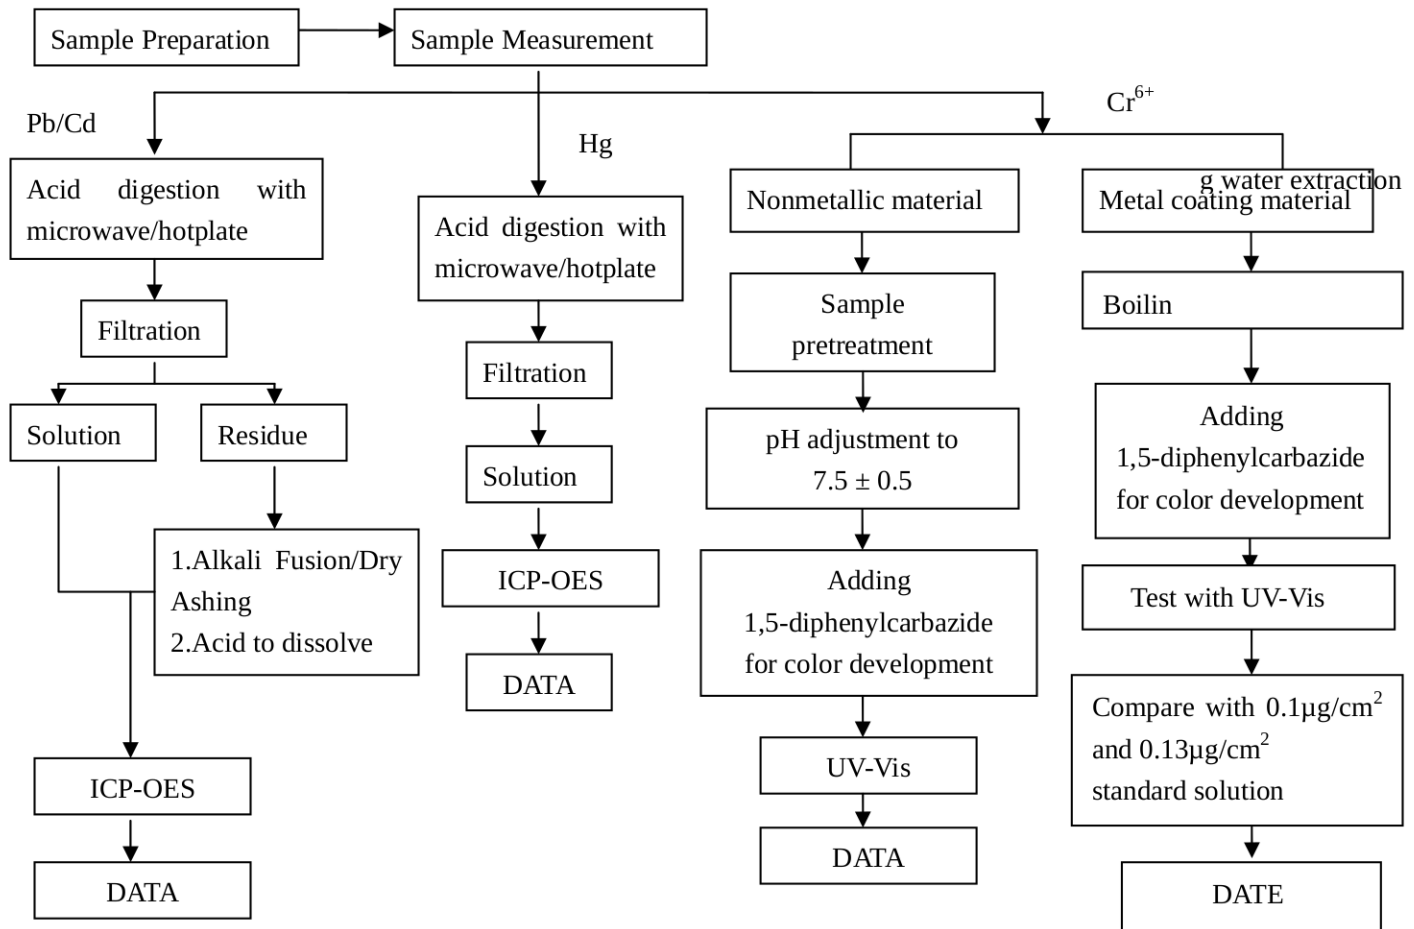 Sample Preparation
Sample Measurement
Pb/Cd
Hg
Cr6+
Acid digestion with
microwave/hotplate
Filtration
Solution
Residue
1.Alkali Fusion/Dry
Ashing
2.Acid to dissolve
ICP-OES
DATA
Acid digestion with
microwave/hotplate
Filtration
Solution
ICP-OES
DATA
Nonmetallic material
Sample
pretreatment
pH adjustment to
7.5 ± 0.5
Adding
1,5-diphenylcarbazide
for color development
UV-Vis
DATA
g water extraction
Metal coating material
Boilin
Adding
1,5-diphenylcarbazide
for color development
Test with UV-Vis
Compare with 0.1µg/cm2
and 0.13µg/cm2
standard solution
DATE